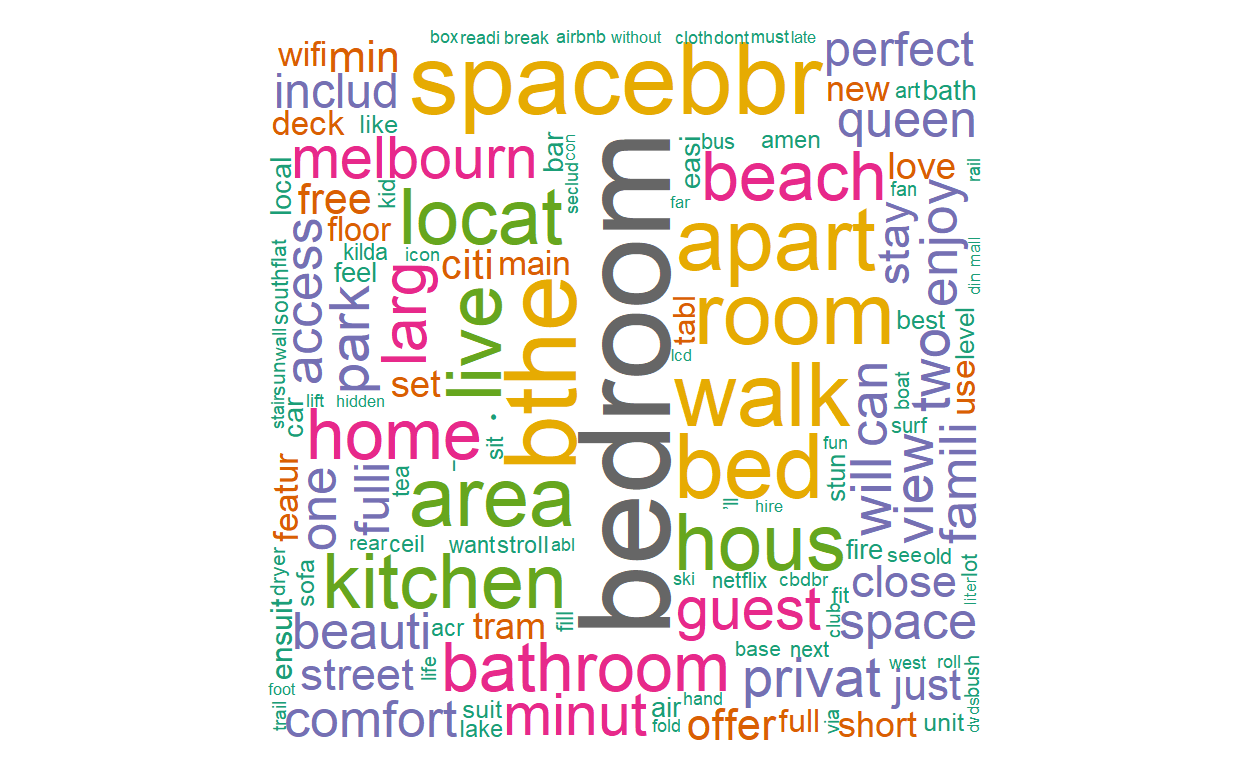 box readi break airbnb without cloth dont must late
wifi min spacebbr perfect
includ new art bath
deck like queen
melbourn bar con easi bus amen beach love rail
local free kid seclud far fan
floor locat apart stay enjoy
access kilda icon citi main
southflat feel larg din mall
park live bthe bedroom tabl room best level
sunwall lcd two
stair car lift hidden set walk can boat use
home . sit bed fun surf
featur one fulli tea _ area stun will view famili
'll hire
rear ceil want stroll abl hous fire see old
dryer sofa kitchen ski netflix cbdbr close liter lot
ensuit beauti acr tram fill guest club fit space
street life bathroom base next west roll
foot privat just bush
trail comfort suit lake minut air hand fold offer full via short unit dvds